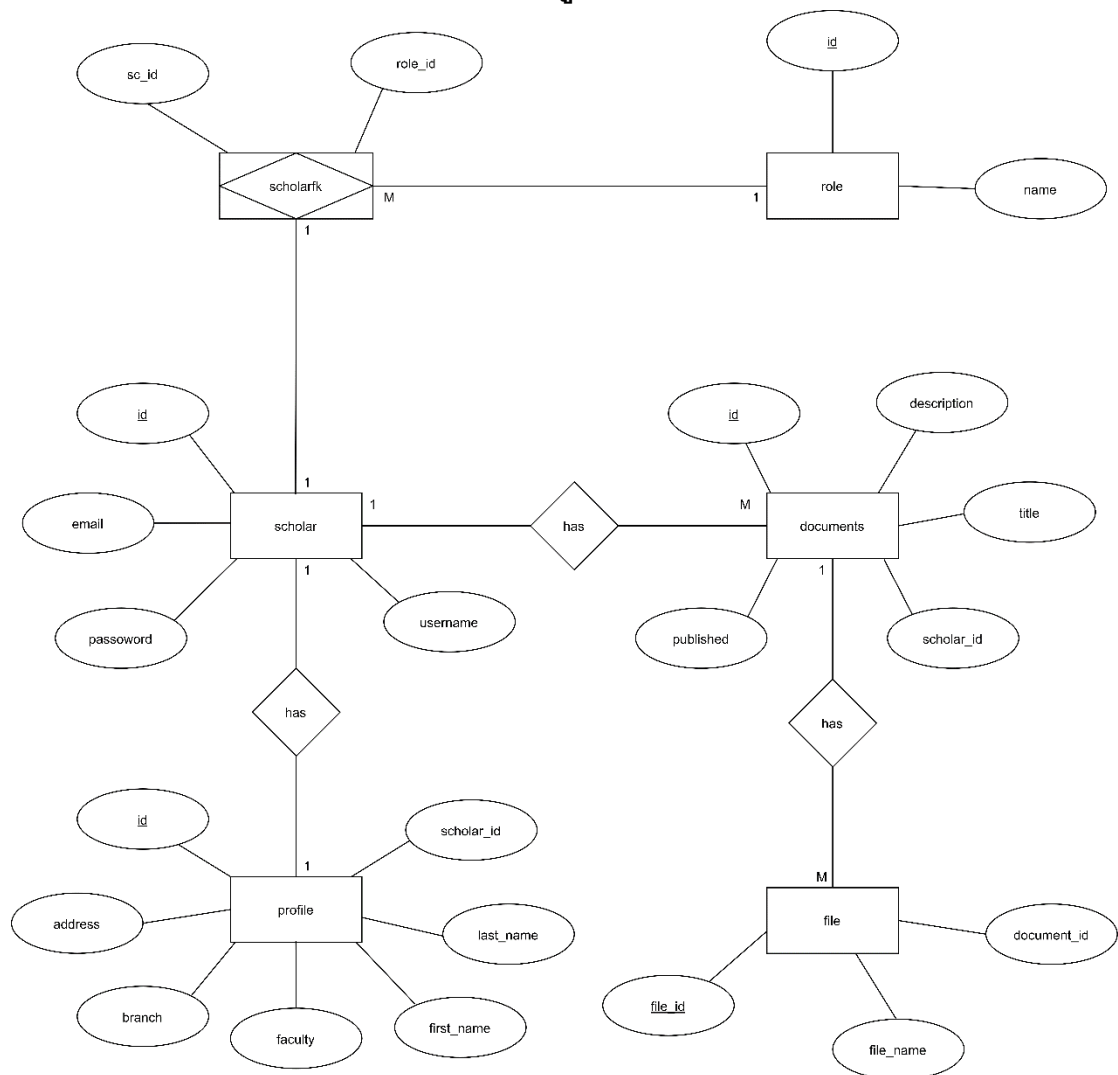 id
sc_id
role_id
scholarfk
M
1
role
name
1
id
id
description
email
1
1
M
scholar
has
documents
title
1
1
passoword
username
published
scholar_id
has
has
id
scholar_id
1
M
address
profile
last_name
file
document_id
branch
faculty
first_name
file_id
file_name